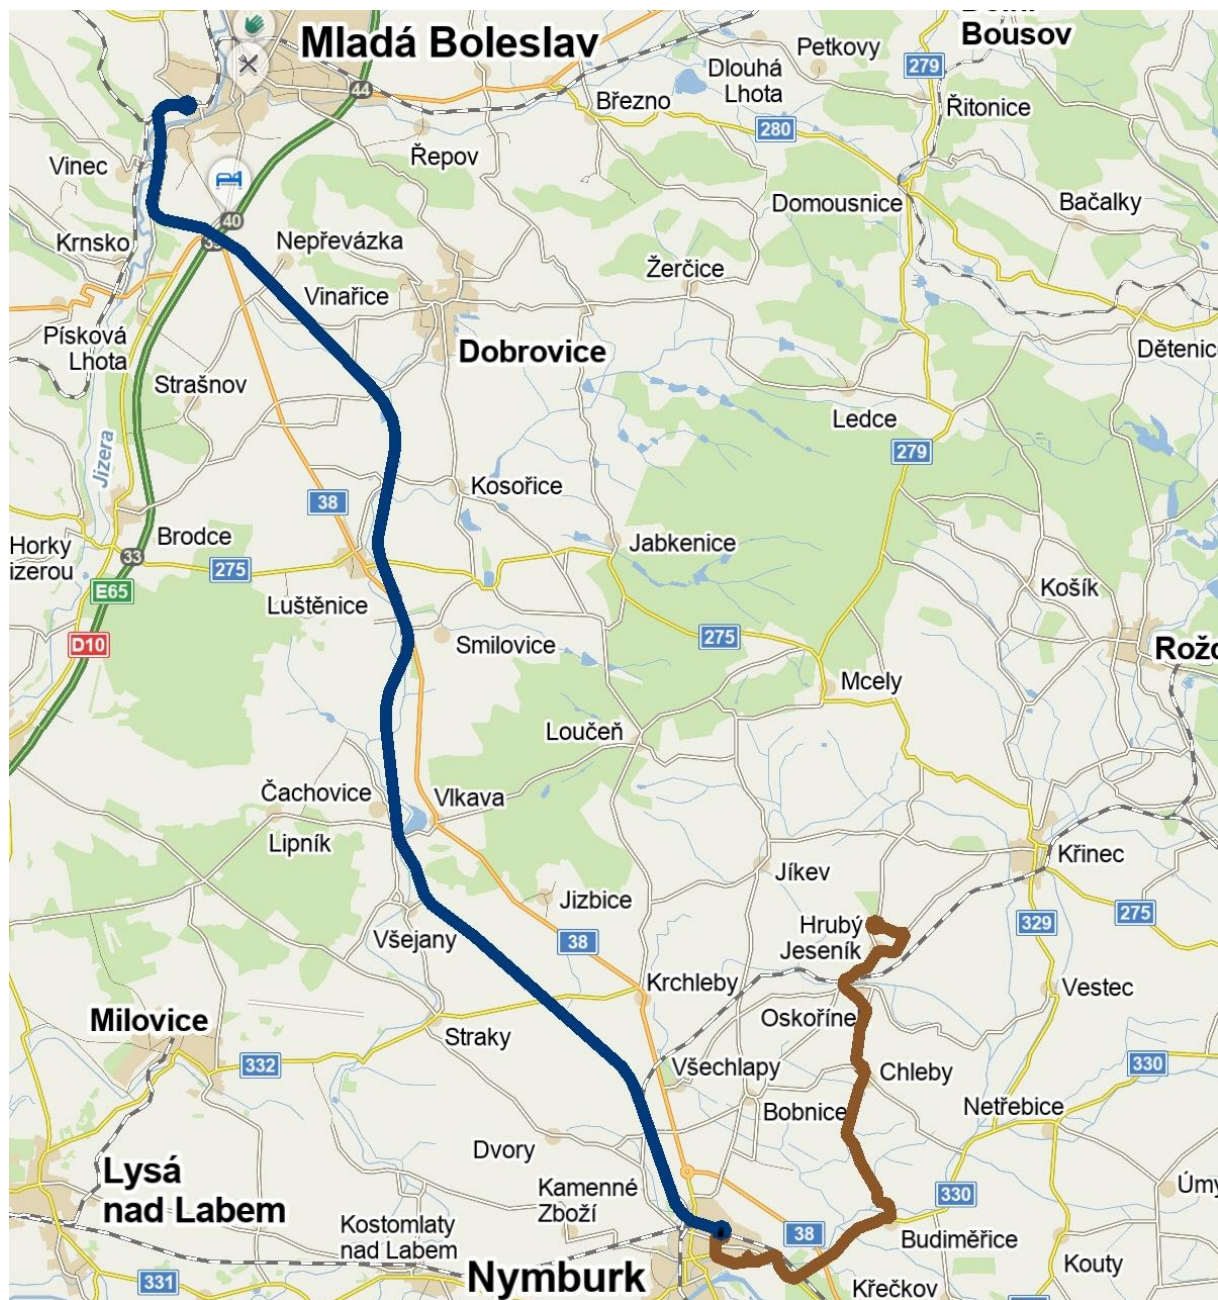 Bousov
Mladá Boleslav
Petkovy
279
Dlouhá
Lhota
44
Březno
Řitonice
280
Řepov
Vinec
Domousnice
Bačalky
40
Krnsko
Nepřevázka
Žerčice
Vinařice
Písková
Lhota
Dobrovice
Dětenic
Strašnov
Ledce
Jizera
279
38
Kosořice
Brodce
Jabkenice
Horky
izerou
33
275
E65
Luštěnice
Košík
D10
Smilovice
275
Rožď
Mcely
Loučeň
Čachovice
Vlkava
Lipník
Křinec
Jíkev
Jizbice
Hrubý
Jeseník
329
275
Všejany
38
Krchleby
Vestec
Milovice
Straky
Oskořine
332
Všechlapy
Chleby
330
Bobnice
Netřebice
Dvory
Lysá
nad Labem
Kamenné
Zboží
330
Úmy
Kostomlaty
nad Labem
38
Budiměřice
Kouty
331
Nymburk
Křečkov